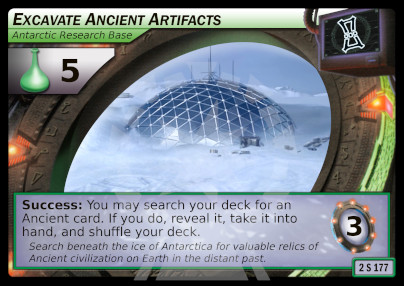 EXCAVATE ANCIENT ARTIFACTS
Antarctic Research Base
5
Success: You may search your deck for an
Ancient card. If you do, reveal it, take it into
hand, and shuffle your deck.
Search beneath the ice of Antarctica for valuable relics of
Ancient civilization on Earth in the distant past.
3
2 S 177